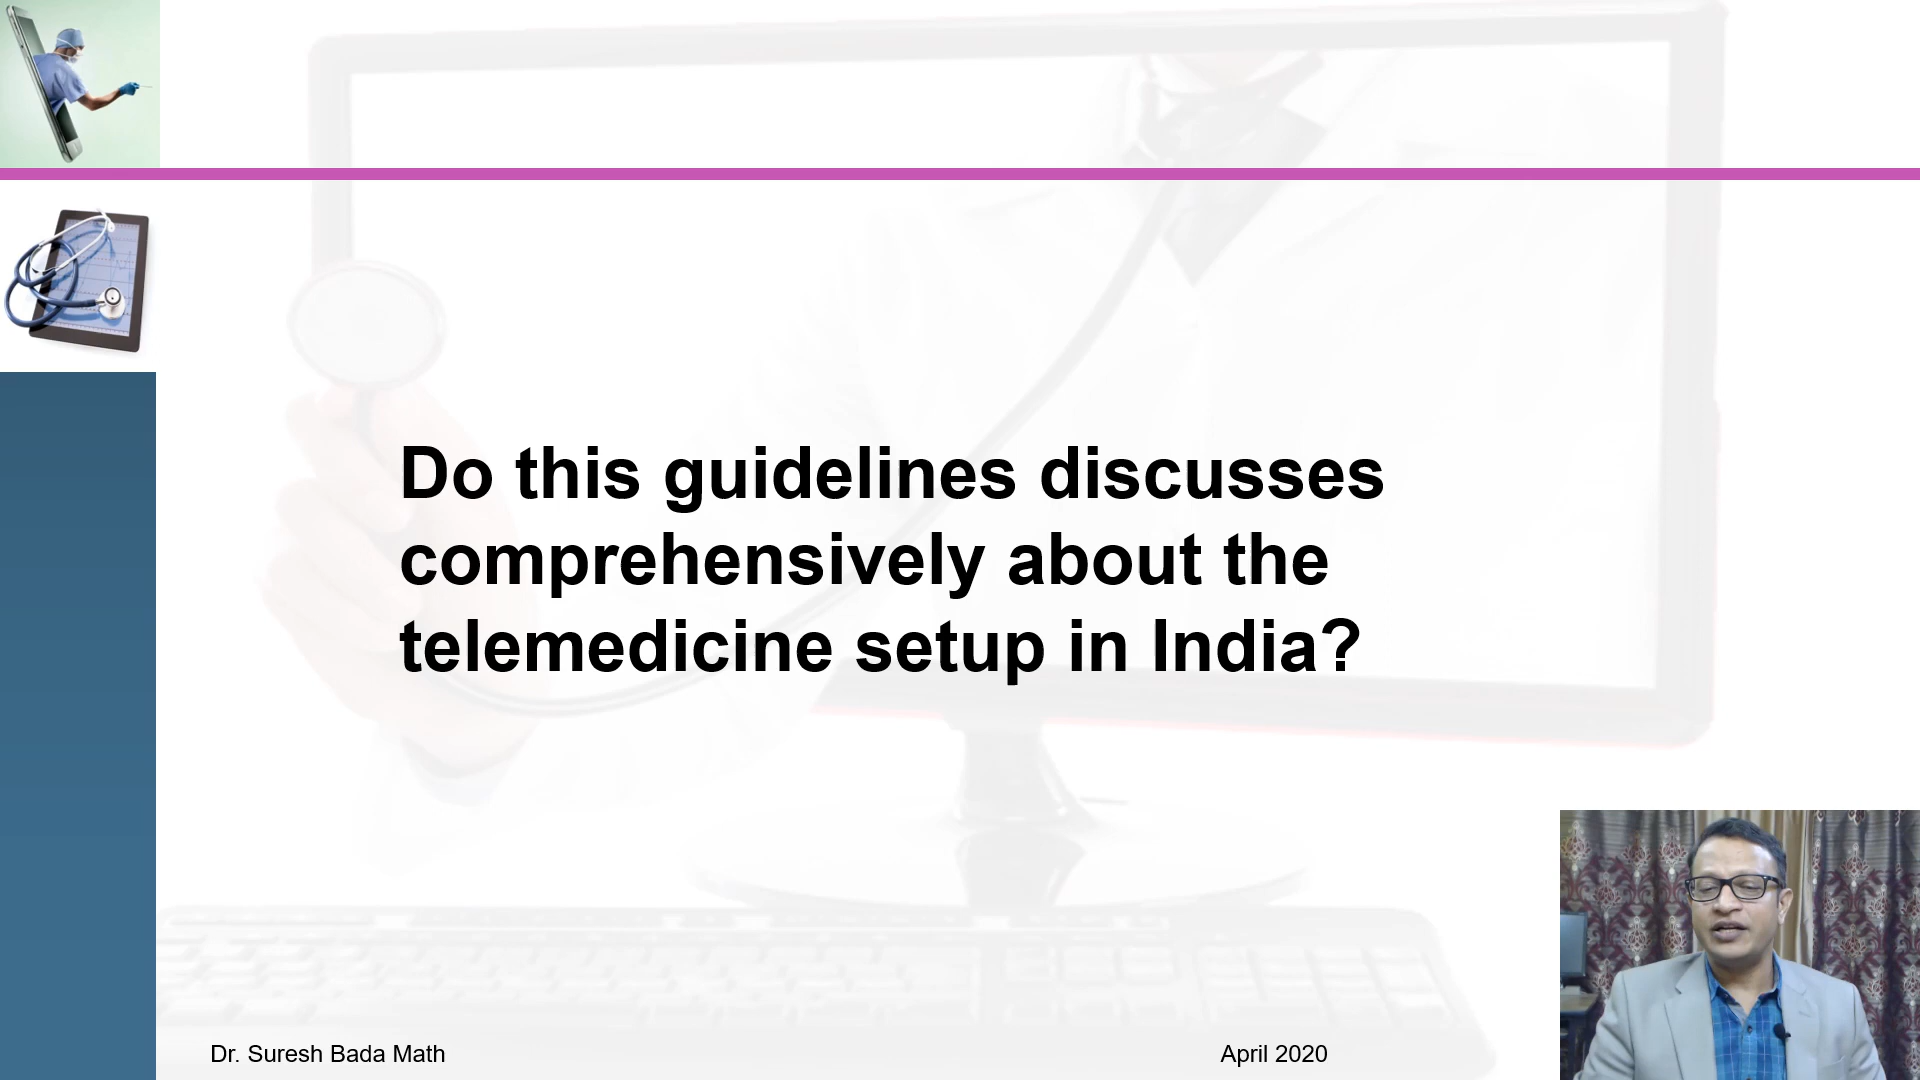 Do this guidelines discusses
comprehensively about the
telemedicine setup in India?
Dr. Suresh Bada Math
April 2020